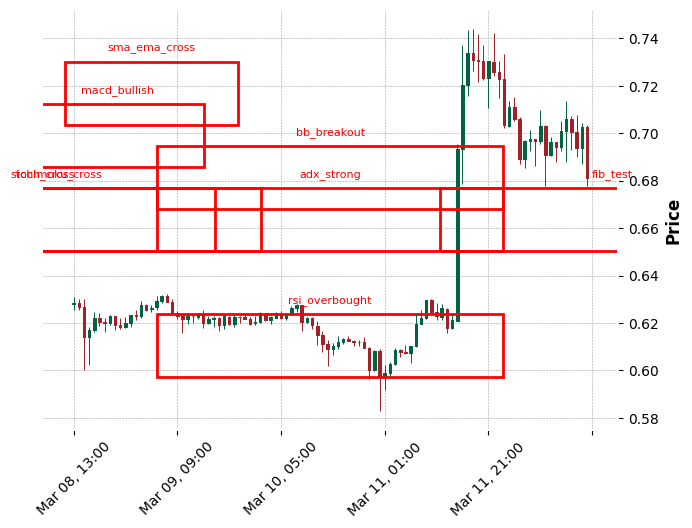 sma_ema_cross
macd_bullish
bb_breakout
adx_strong
fib_test
rsi_overbought
0.74
0.72
0.70
0.68
0.66
0.64
0.62
0.60
0.58
Price
Mar 08, 13:00
Mar 09, 09:00
Mar 10, 05:00
Mar 11, 01:00
Mar 11, 21:00